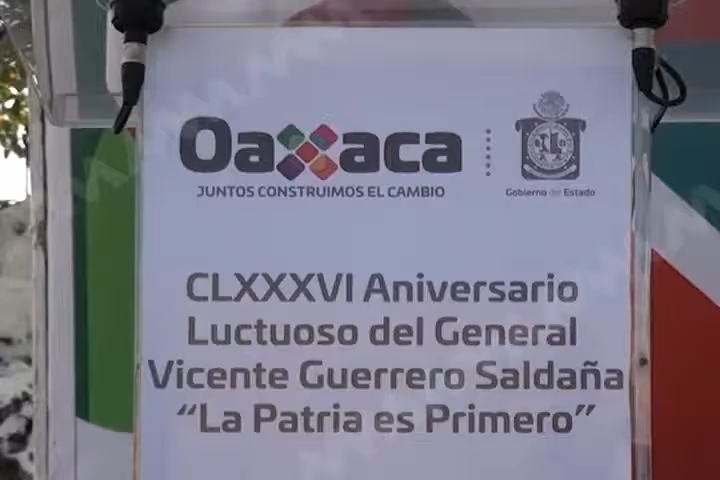 Oaxaca
JUNTOS CONSTRUIMOS EL CAMBIO
Gobierno del Estado
CLXXXVI Aniversario
Luctuoso del General
Vicente Guerrero Saldaña
“La Patria es Primero”